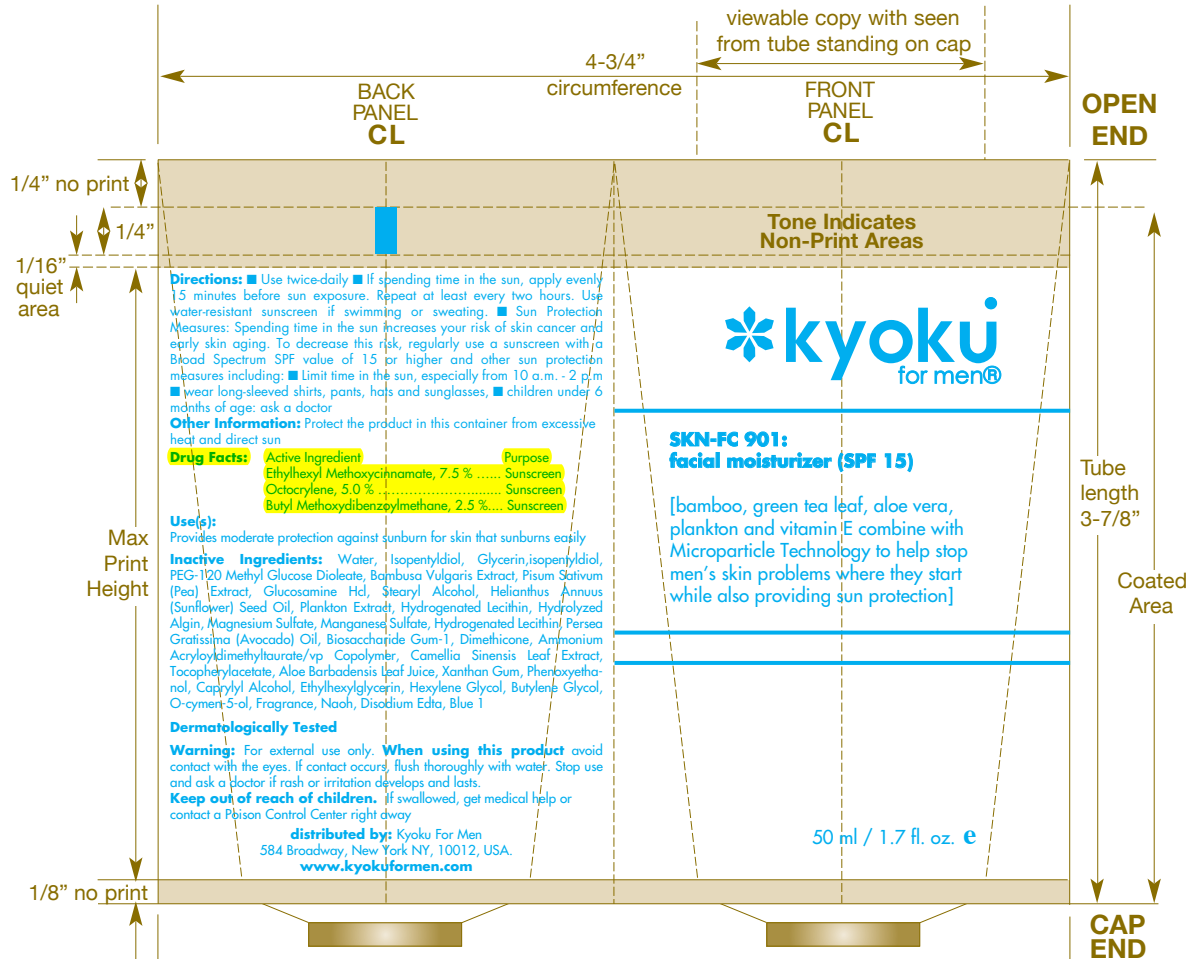 viewable copy with seen
from tube standing on cap
4-3/4”
circumference
BACK
PANEL
CL
FRONT
PANEL
CL
OPEN
END
1/4” no print
1/4”
1/16”
quiet
area
Tone Indicates
Non-Print Areas
Directions: ■ Use twice-daily ■ If spending time in the sun, apply evenly
15 minutes before sun exposure. Repeat at least every two hours. Use
water-resistant sunscreen if swimming or sweating. ■ Sun Protection
Measures: Spending time in the sun increases your risk of skin cancer and
early skin aging. To decrease this risk, regularly use a sunscreen with a
Broad Spectrum SPF value of 15 or higher and other sun protection
measures including: ■ Limit time in the sun, especially from 10 a.m. - 2 p.m
■ wear long-sleeved shirts, pants, hats and sunglasses, ■ children under 6
months of age: ask a doctor
Other Information: Protect the product in this container from excessive
heat and direct sun
Drug Facts: Active Ingredient Purpose
Ethylhexyl Methoxycinnamate, 7.5 % ...... Sunscreen
Octocrylene, 5.0 % ............................ Sunscreen
Butyl Methoxydibenzoylmethane, 2.5 %.... Sunscreen
Use(s):
Provides moderate protection against sunburn for skin that sunburns easily
Inactive Ingredients: Water, Isopentyldiol, Glycerin,isopentyldiol,
PEG-120 Methyl Glucose Dioleate, Bambusa Vulgaris Extract, Pisum Sativum
(Pea) Extract, Glucosamine Hcl, Stearyl Alcohol, Helianthus Annuus
(Sunflower) Seed Oil, Plankton Extract, Hydrogenated Lecithin, Hydrolyzed
Algin, Magnesium Sulfate, Manganese Sulfate, Hydrogenated Lecithin, Persea
Gratissima (Avocado) Oil, Biosaccharide Gum-1, Dimethicone, Ammonium
Acryloyldimethyltaurate/vp Copolymer, Camellia Sinensis Leaf Extract,
Tocopherylacetate, Aloe Barbadensis Leaf Juice, Xanthan Gum, Phenoxyetha-
nol, Caprylyl Alcohol, Ethylhexylglycerin, Hexylene Glycol, Butylene Glycol,
O-cymen-5-ol, Fragrance, Naoh, Disodium Edta, Blue 1
Dermatologically Tested
Warning: For external use only. When using this product avoid
contact with the eyes. If contact occurs, flush thoroughly with water. Stop use
and ask a doctor if rash or irritation develops and lasts.
Keep out of reach of children. If swallowed, get medical help or
contact a Poison Control Center right away
distributed by: Kyoku For Men
584 Broadway, New York NY, 10012, USA.
www.kyokuformen.com
kyoku
for men®
SKN-FC 901:
facial moisturizer (SPF 15)
[bamboo, green tea leaf, aloe vera,
plankton and vitamin E combine with
Microparticle Technology to help stop
men’s skin problems where they start
while also providing sun protection]
50 ml / 1.7 fl. oz. e
Max
Print
Height
Tube
length
3-7/8”
Coated
Area
1/8” no print
CAP
END